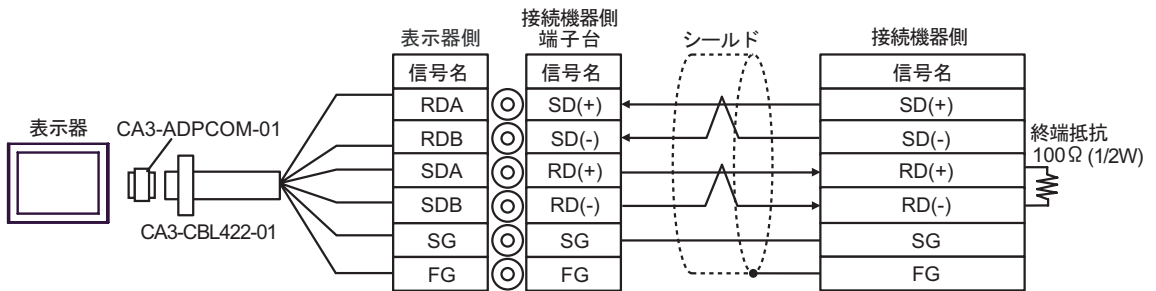 表示器
CA3-ADPCOM-01
CA3-CBL422-01
表示器側
信号名
RDA
RDB
SDA
SDB
SG
FG
接続機器側
端子台
信号名
SD(+)
SD(-)
RD(+)
RD(-)
SG
FG
シールド
接続機器側
信号名
SD(+)
SD(-)
RD(+)
RD(-)
SG
FG
終端抵抗
100Ω (1/2W)